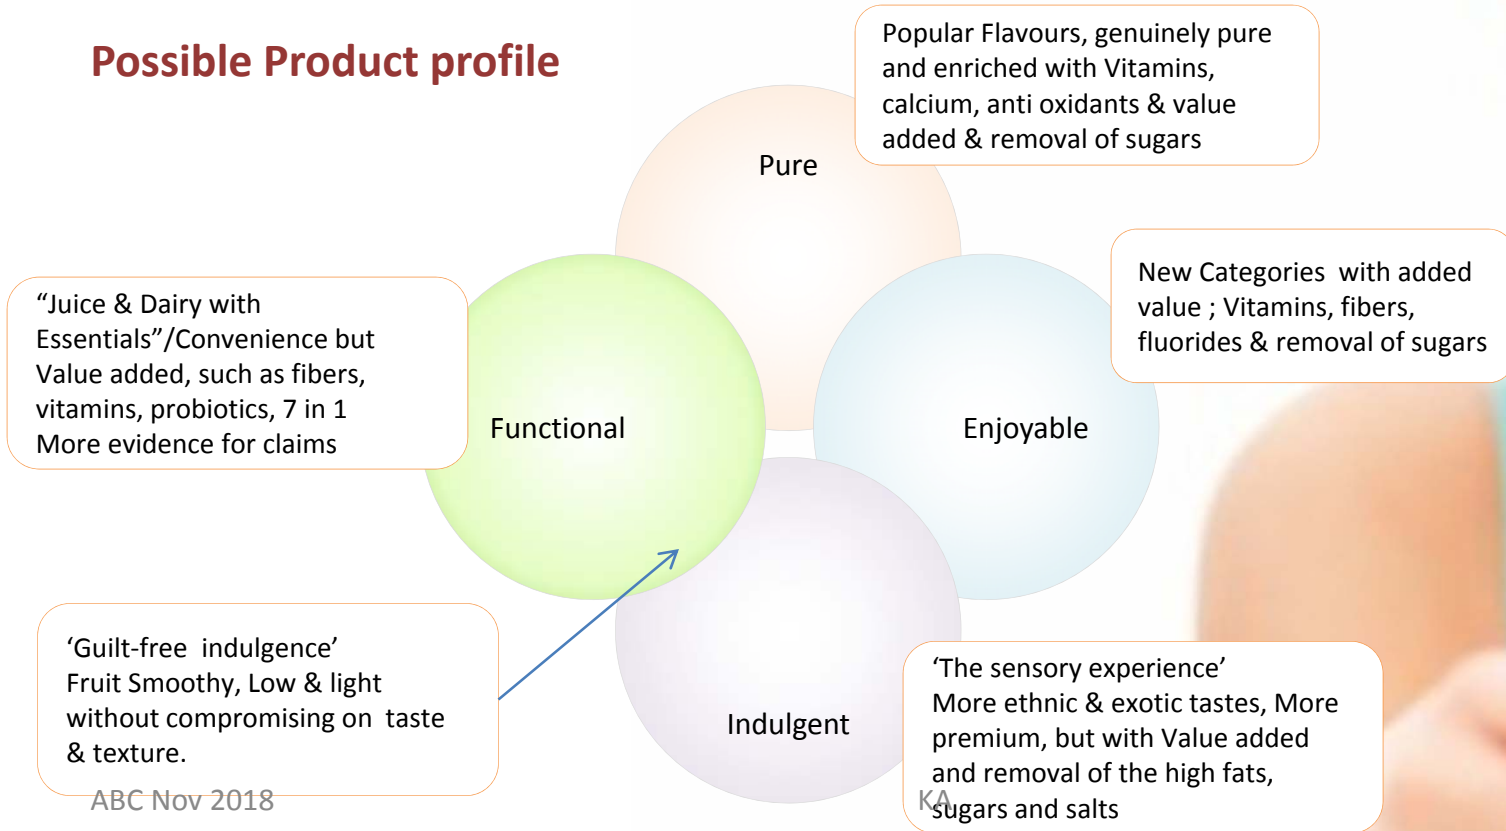 Possible Product profile
Popular Flavours, genuinely pure
and enriched with Vitamins,
calcium, anti oxidants & value
added & removal of sugars
Pure
New Categories  with added
value ; Vitamins, fibers,
fluorides & removal of sugars
“Juice & Dairy with
Essentials”/Convenience but
Value added, such as fibers,
vitamins, probiotics, 7 in 1
More evidence for claims
Functional
Enjoyable
‘Guilt-free  indulgence’
Fruit Smoothy, Low & light
without compromising on  taste
& texture.
Indulgent
‘The sensory experience’
More ethnic & exotic tastes, More
premium, but with Value added
and removal of the high fats,
sugars and salts
ABC Nov 2018
KA